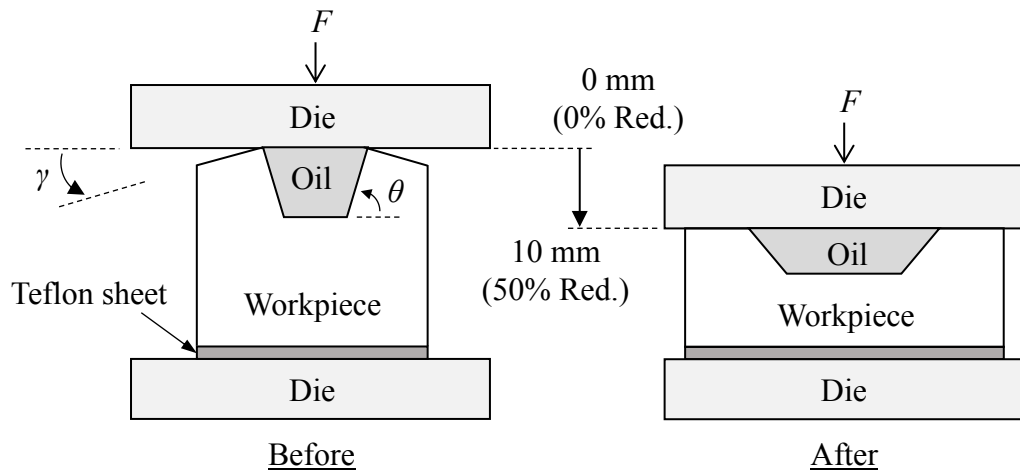 F
Die
Oil
γ
θ
Teflon sheet
Workpiece
Die
Before
0 mm
(0% Red.)
10 mm
(50% Red.)
F
Die
Oil
Workpiece
Die
After